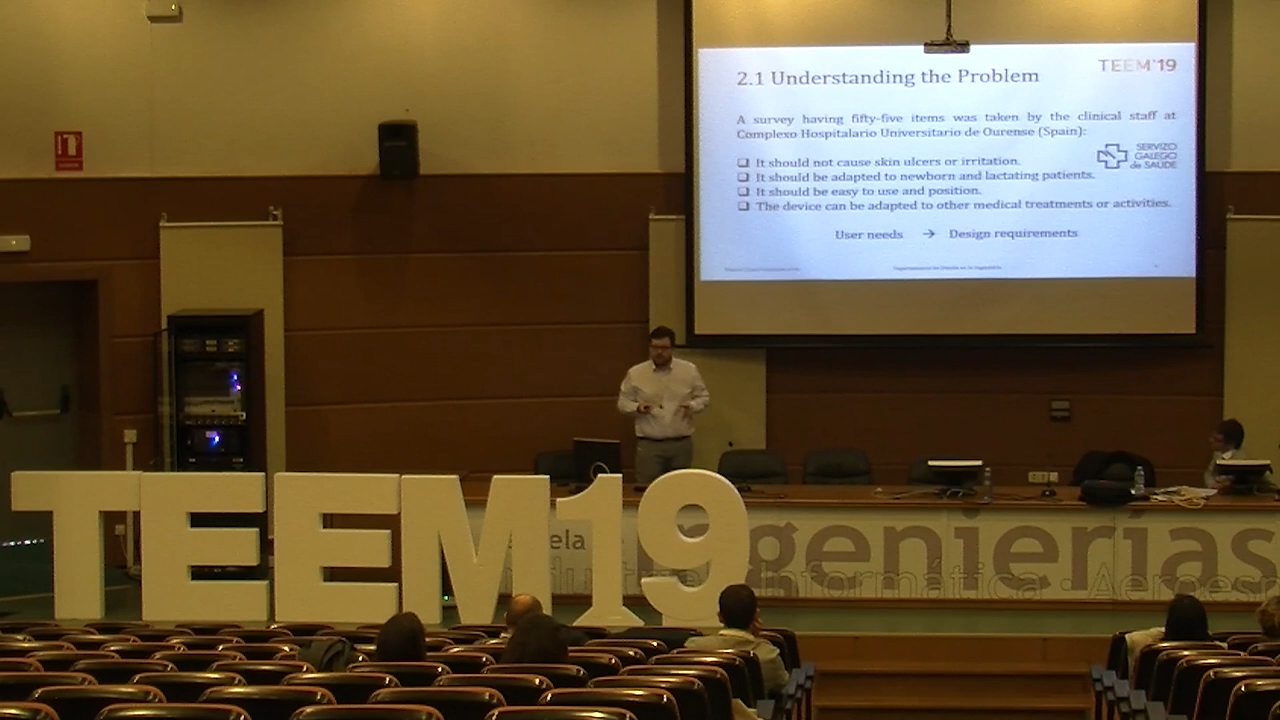 TEEM'19
2.1 Understanding the Problem
A survey having fifty-five items was taken by the clinical staff at
Complexo Hospitalario Universitario de Ourense (Spain):
SERVIZO
GALEGO
de SAÚDE
❑ It should not cause skin ulcers or irritation.
❑ It should be adapted to newborn and lactating patients.
❑ It should be easy to use and position.
❑ The device can be adapted to other medical treatments or activities.
User needs → Design requirements
TEEM19
genierías
Informática · Aeroesp